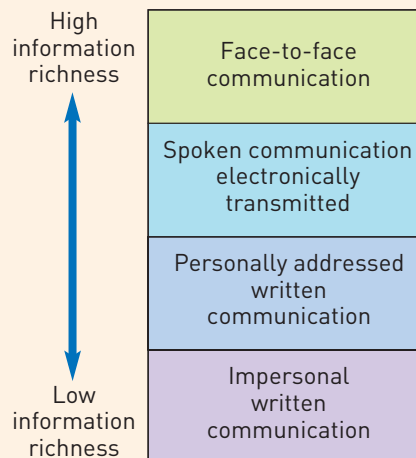 High
information
richness
Face-to-face
communication
Spoken communication
electronically
transmitted
Personally addressed
written
communication
Impersonal
written
communication
Low
information
richness